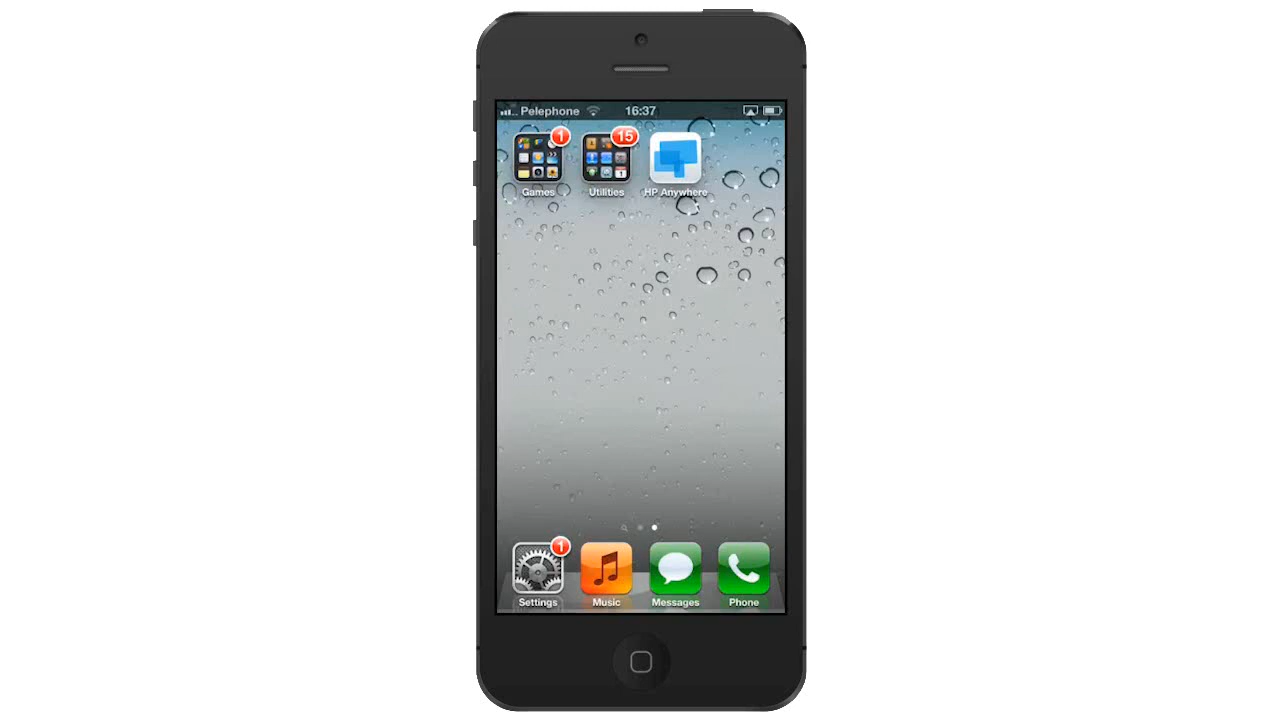 Pelephone 16:37
1 15
Games Utilities HP Anywhere
1
Settings Music Messages Phone